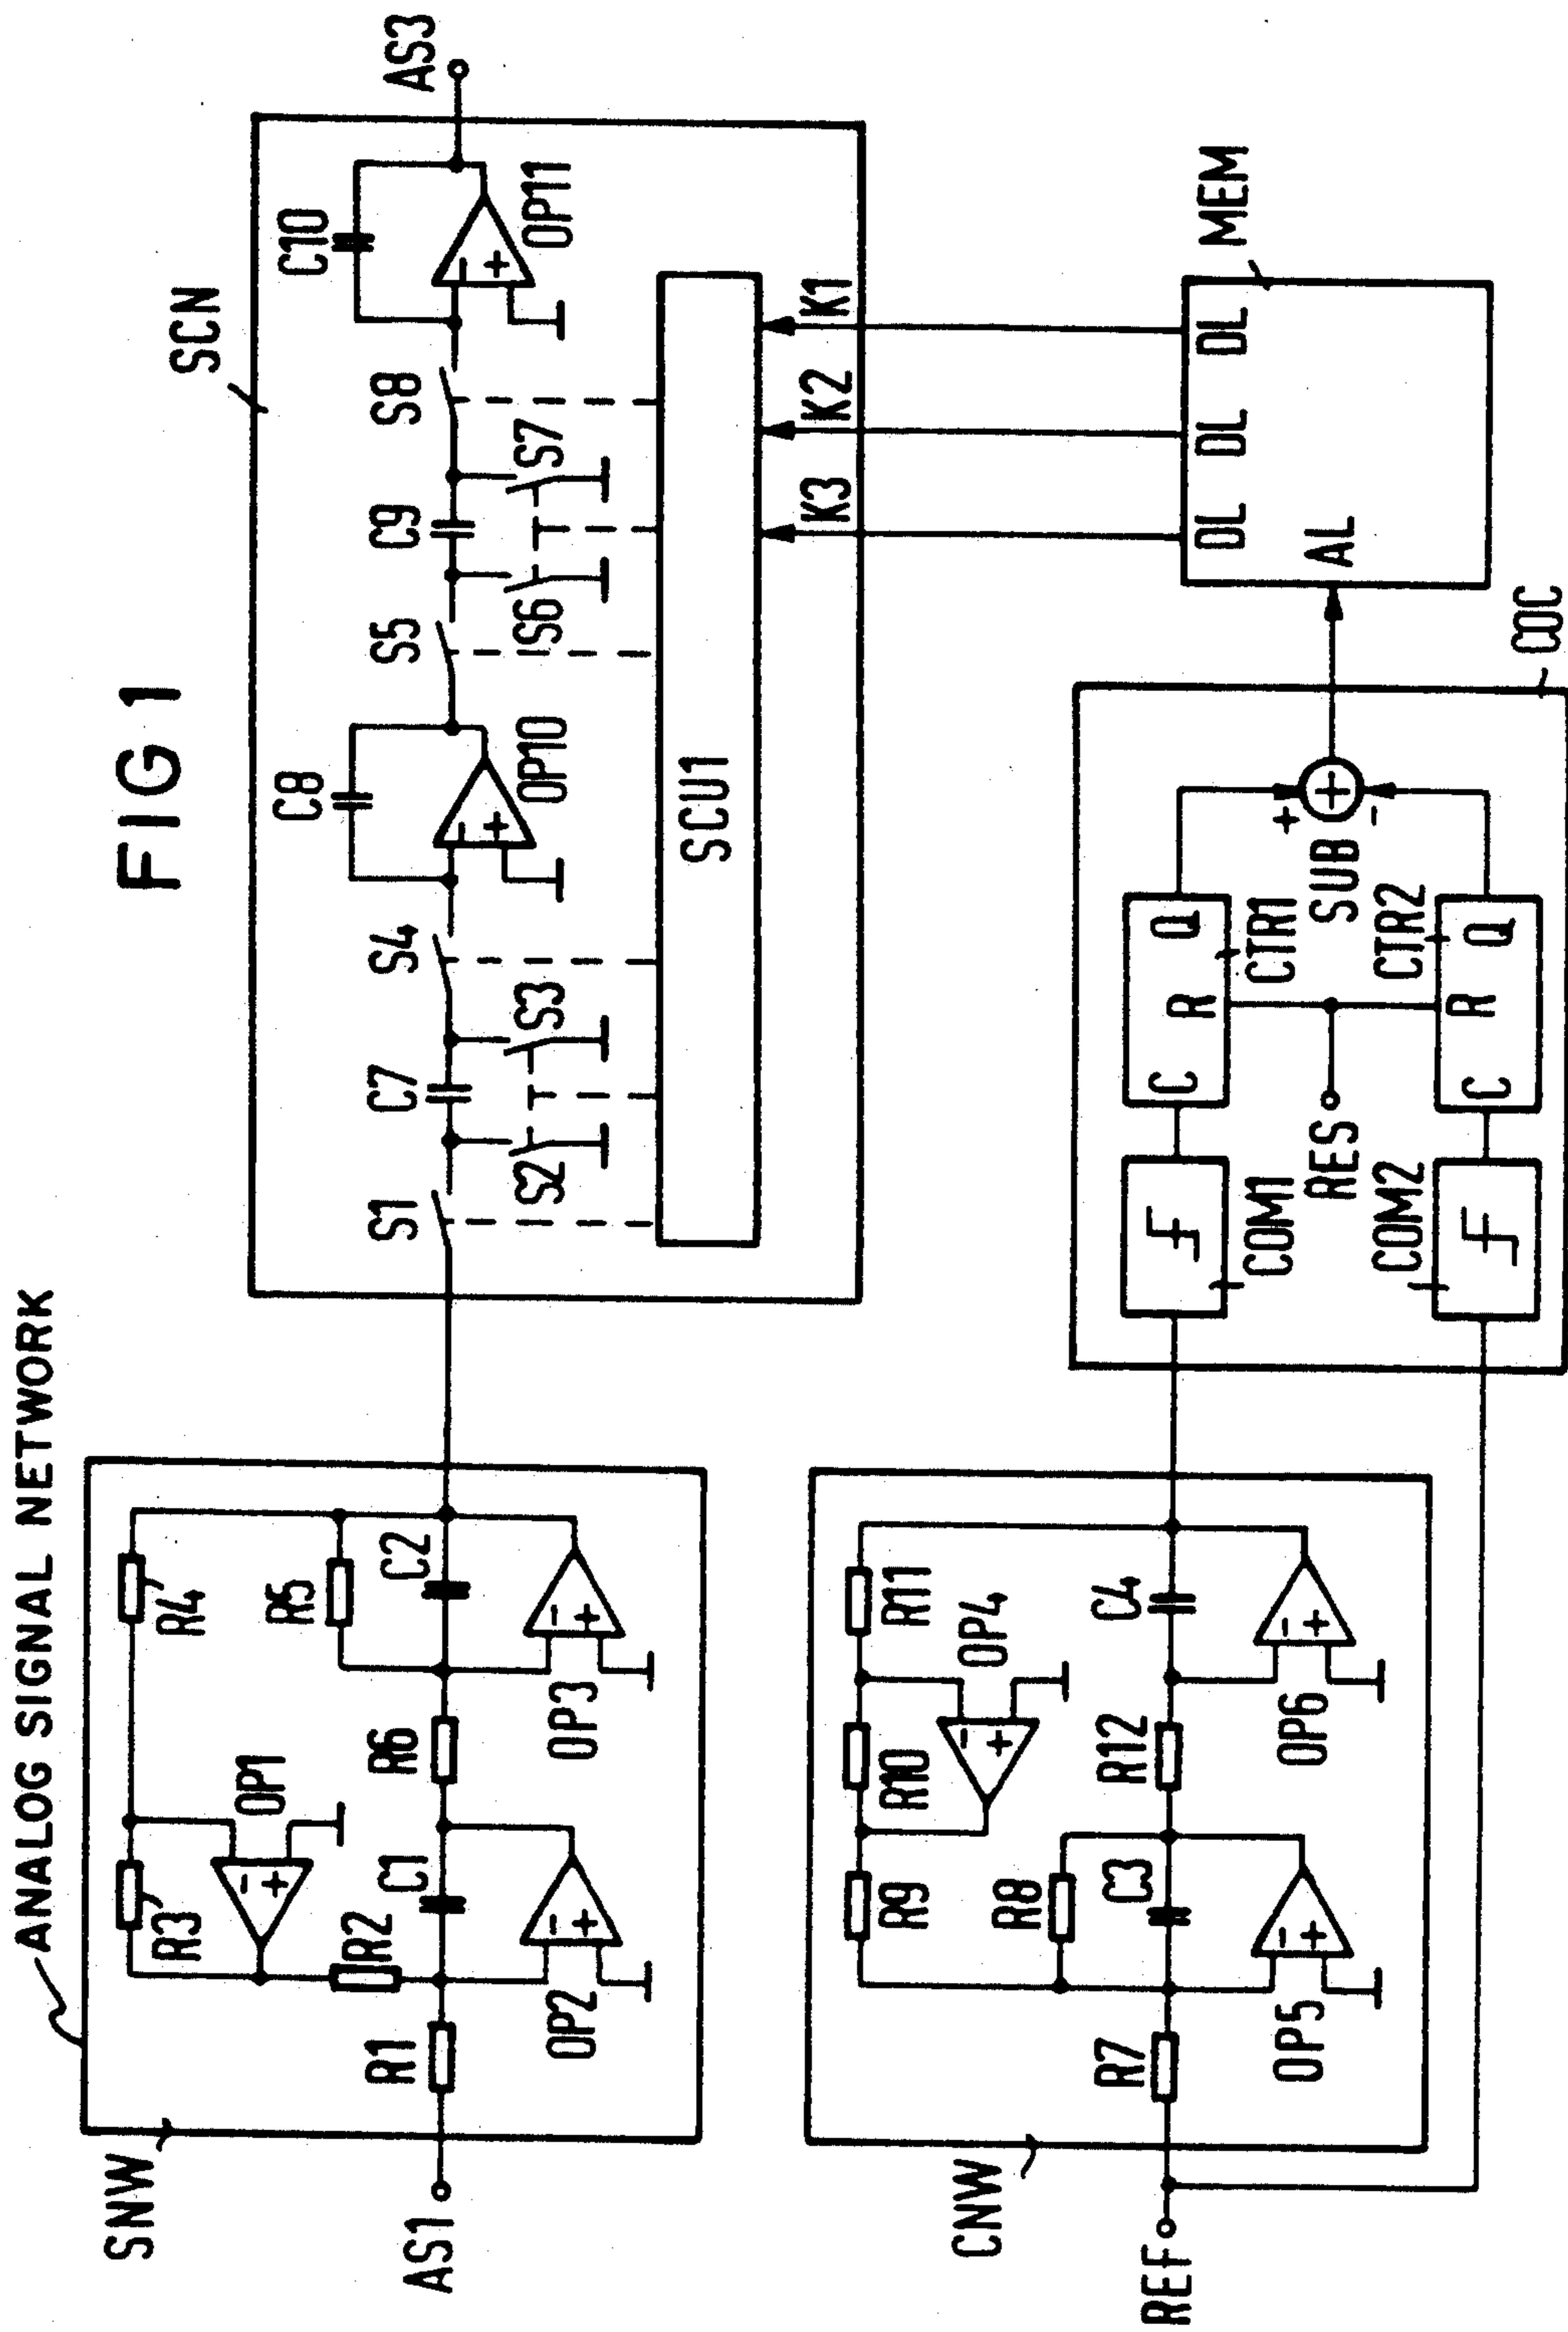 FIG 1
ANALOG SIGNAL NETWORK
SNW
AS1
R1
R2
R3
R4
R5
R6
C1
C2
OP1
OP2
OP3
SCN
S1
S2
C7
S3
S4
C8
OP10
S5
S6
C9
S7
S8
C10
OP11
AS3
SCU1
K3
K2
K1
DL
DL
DL
AL
MEM
CNW
REF
R7
R8
R9
R10
R11
R12
C3
C4
OP4
OP5
OP6
COC
COM1
COM2
RES
C
R
Q
CTR1
C
R
Q
CTR2
SUB
+
-